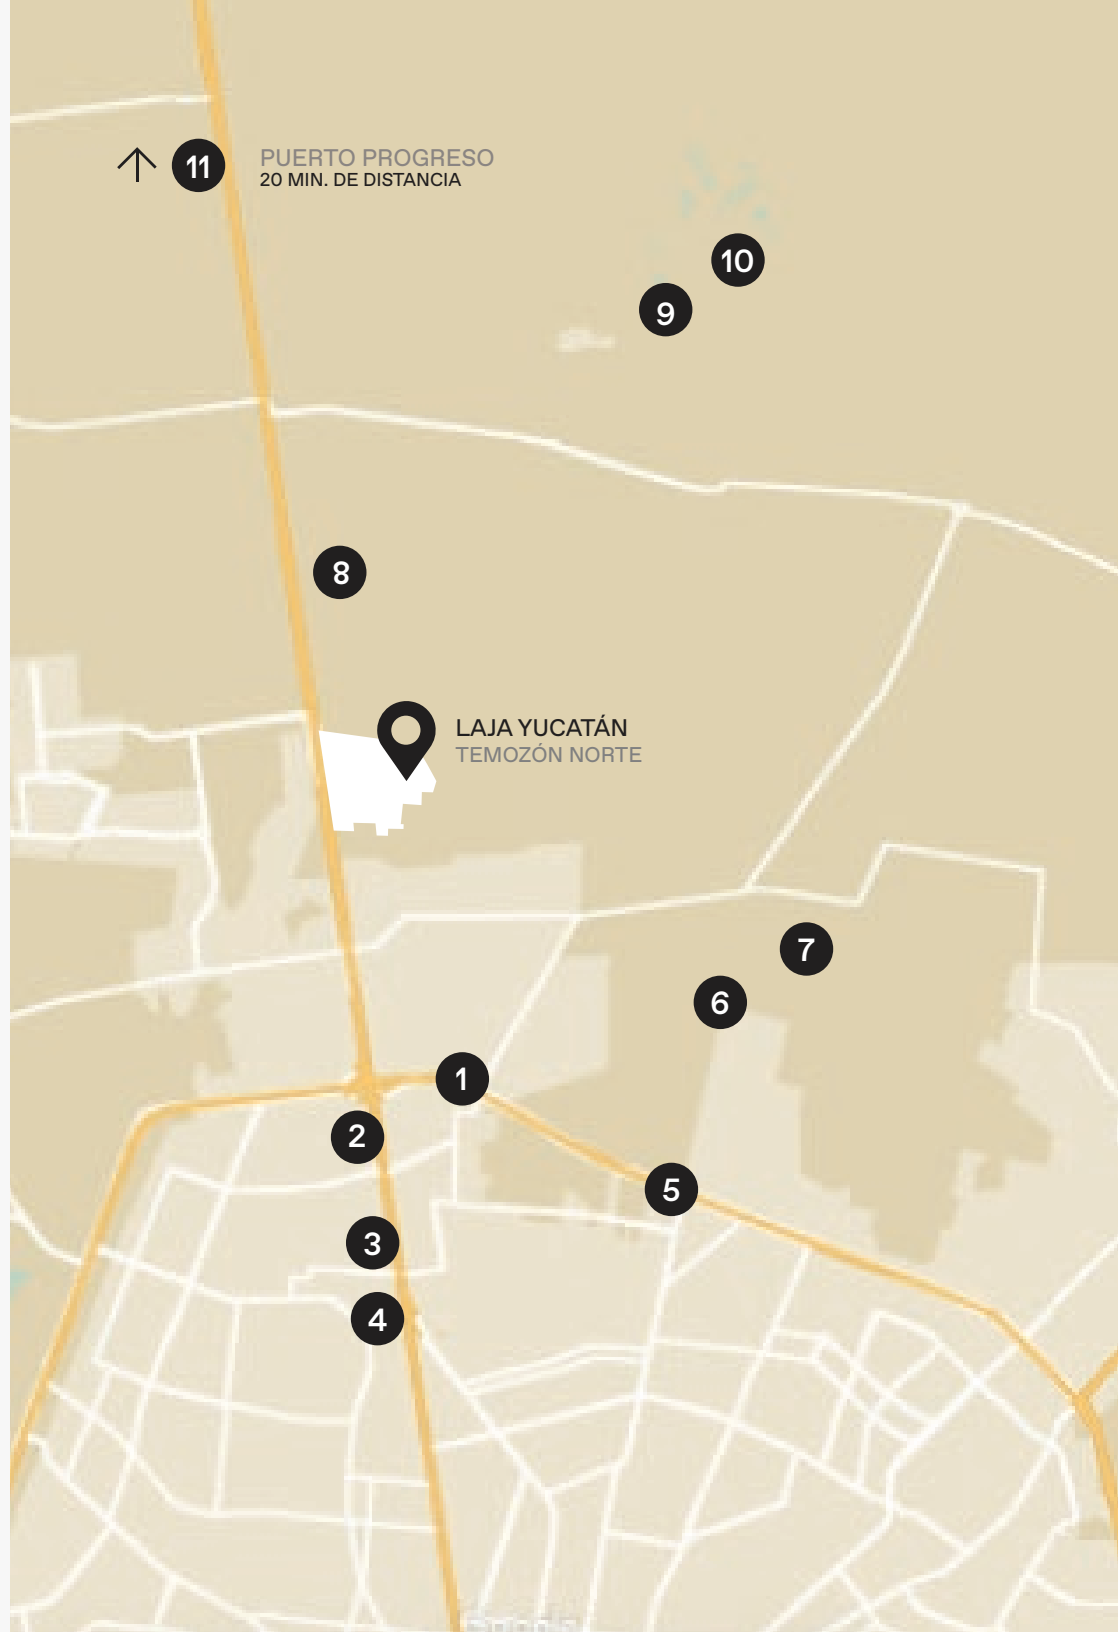 11
PUERTO PROGRESO
20 MIN. DE DISTANCIA
10
9
8
LAJA YUCATÁN
TEMOZÓN NORTE
7
6
1
2
5
3
4